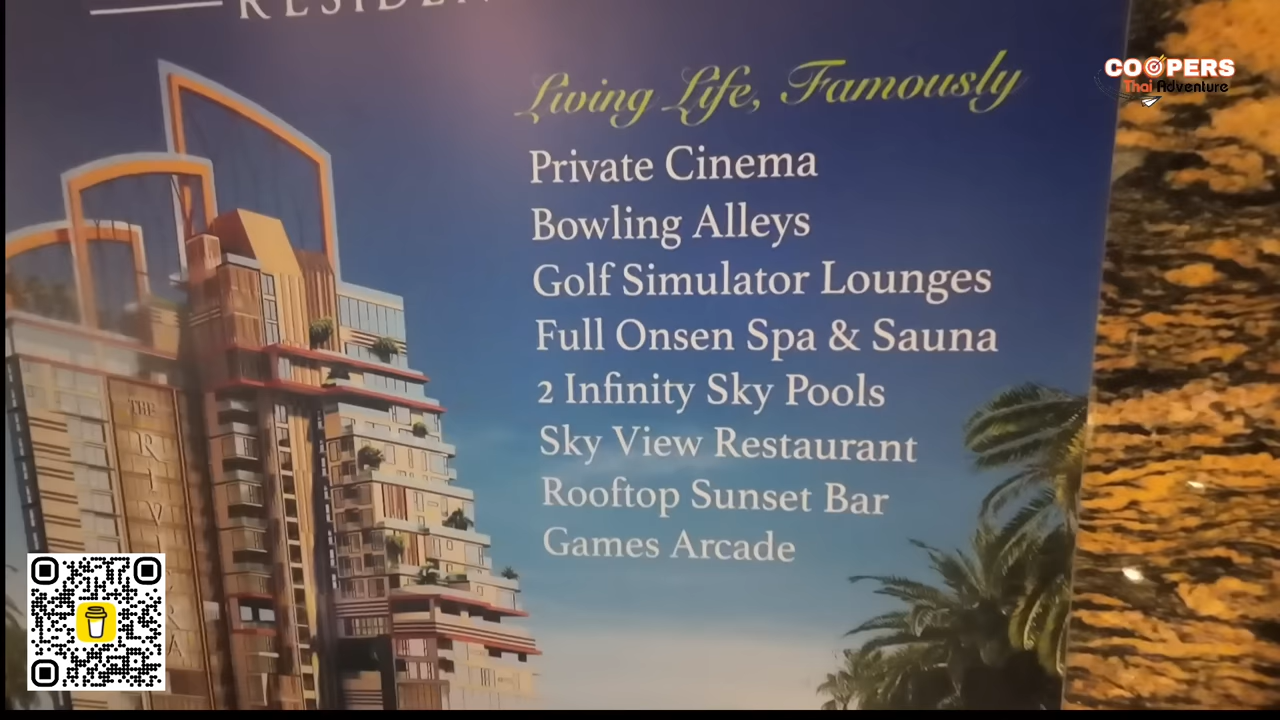 Living Life, Famously
Private Cinema
Bowling Alleys
Golf Simulator Lounges
Full Onsen Spa & Sauna
2 Infinity Sky Pools
Sky View Restaurant
Rooftop Sunset Bar
Games Arcade
THE
COOPERS
Thai Adventure